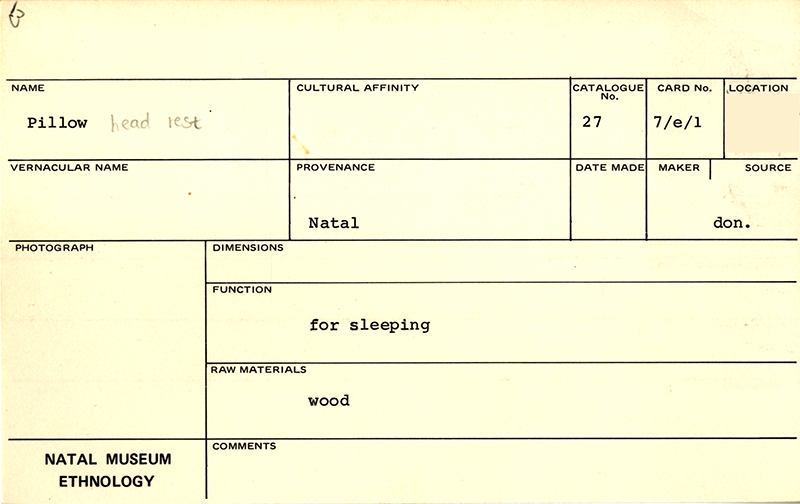 NAME
Pillow head rest
CULTURAL AFFINITY
CATALOGUE No.
27
CARD No.
7/e/1
LOCATION
VERNACULAR NAME
PROVENANCE
Natal
DATE MADE
MAKER
SOURCE
don.
PHOTOGRAPH
DIMENSIONS
FUNCTION
for sleeping
RAW MATERIALS
wood
NATAL MUSEUM
ETHNOLOGY
COMMENTS